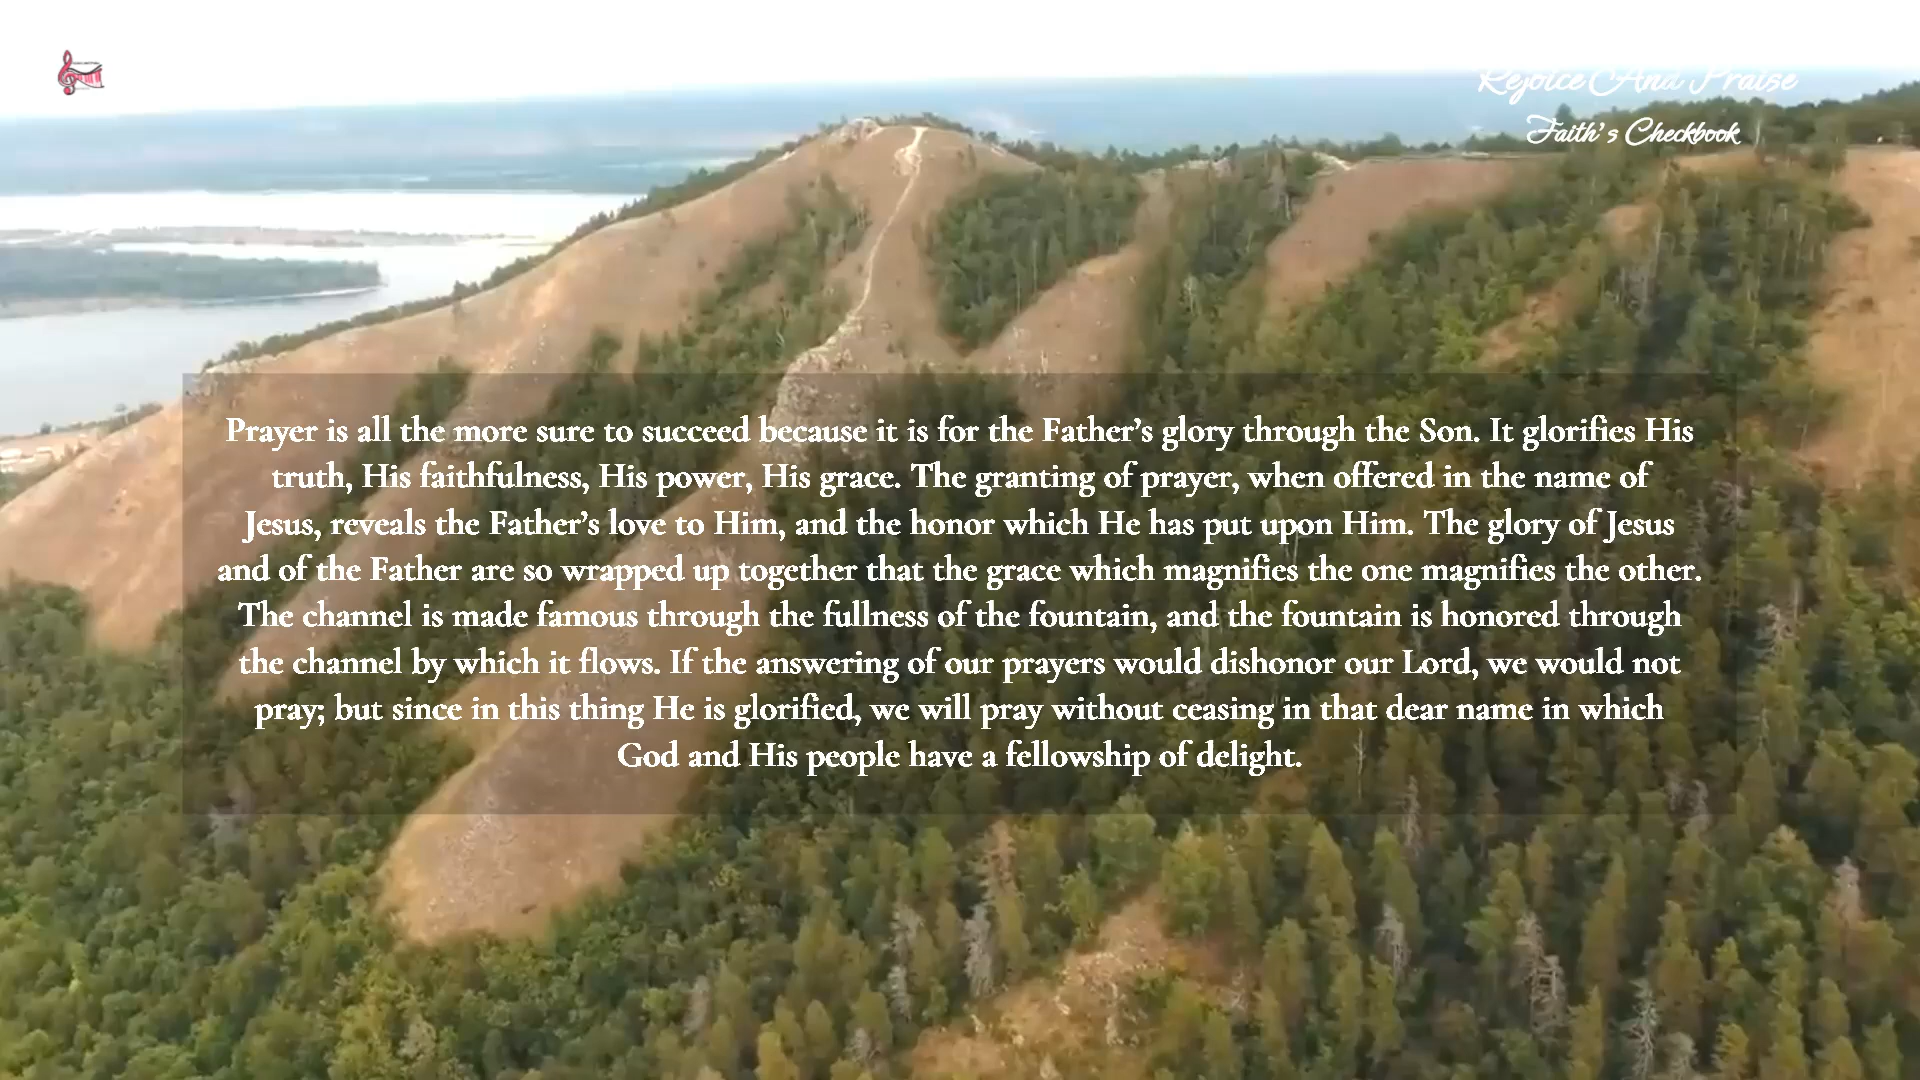 Rejoice And Praise
Faith's Checkbook
Prayer is all the more sure to succeed because it is for the Father’s glory through the Son. It glorifies His
truth, His faithfulness, His power, His grace. The granting of prayer, when offered in the name of
Jesus, reveals the Father’s love to Him, and the honor which He has put upon Him. The glory of Jesus
and of the Father are so wrapped up together that the grace which magnifies the one magnifies the other.
The channel is made famous through the fullness of the fountain, and the fountain is honored through
the channel by which it flows. If the answering of our prayers would dishonor our Lord, we would not
pray; but since in this thing He is glorified, we will pray without ceasing in that dear name in which
God and His people have a fellowship of delight.